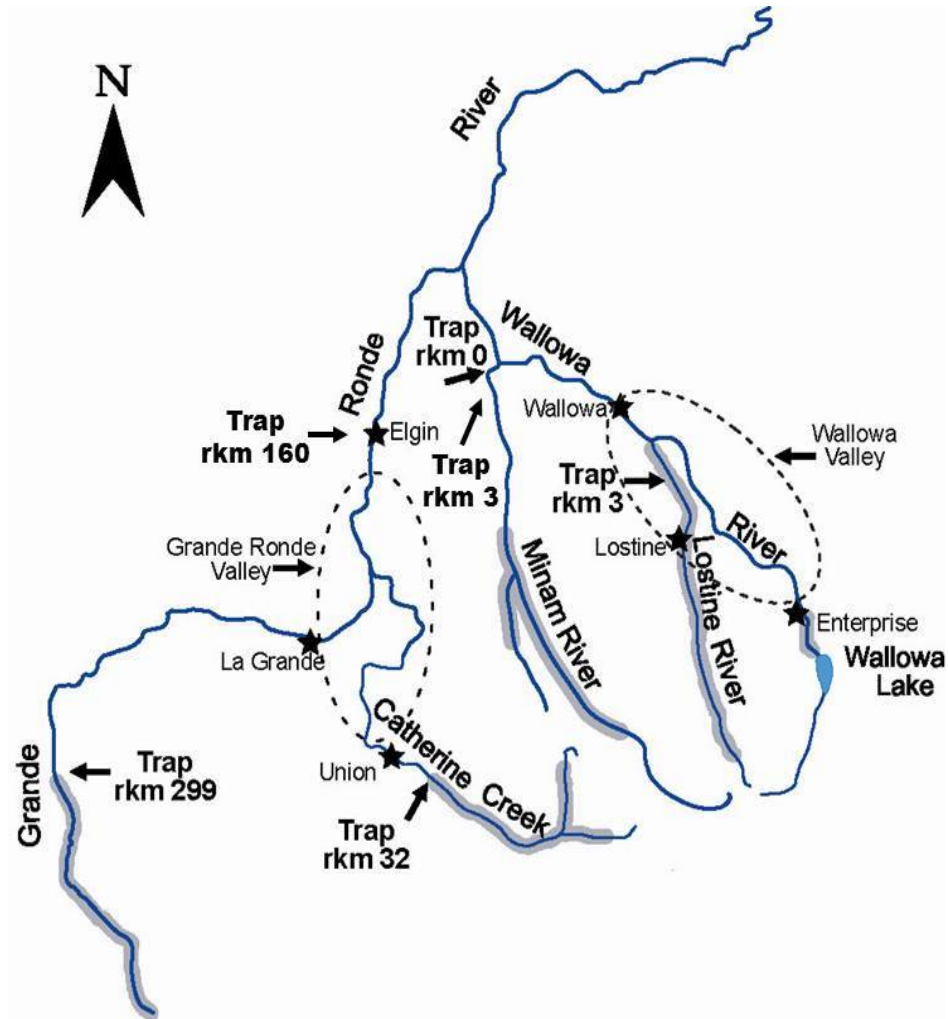 N
River
Trap
rkm 0
Wallowa
Ronde
Wallowa
Wallowa
Valley
Trap
rkm 160
Elgin
Trap
rkm 3
Trap
rkm 3
River
Grande Ronde
Valley
Lostine
Minam River
Lostine River
Enterprise
La Grande
Wallowa
Lake
Catherine Creek
Union
Grande
Trap
rkm 299
Trap
rkm 32